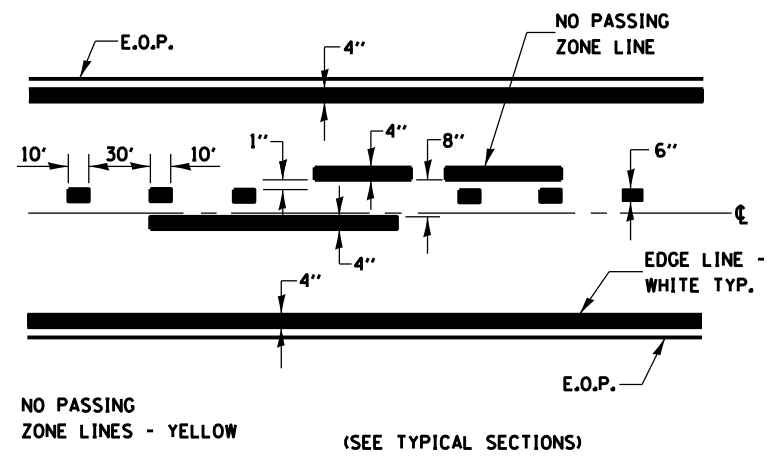 NO PASSING
ZONE LINE
E.O.P.
4"
10'
30'
10'
1"
4"
8"
6"
℄
4"
4"
EDGE LINE -
WHITE TYP.
E.O.P.
NO PASSING
ZONE LINES - YELLOW
(SEE TYPICAL SECTIONS)